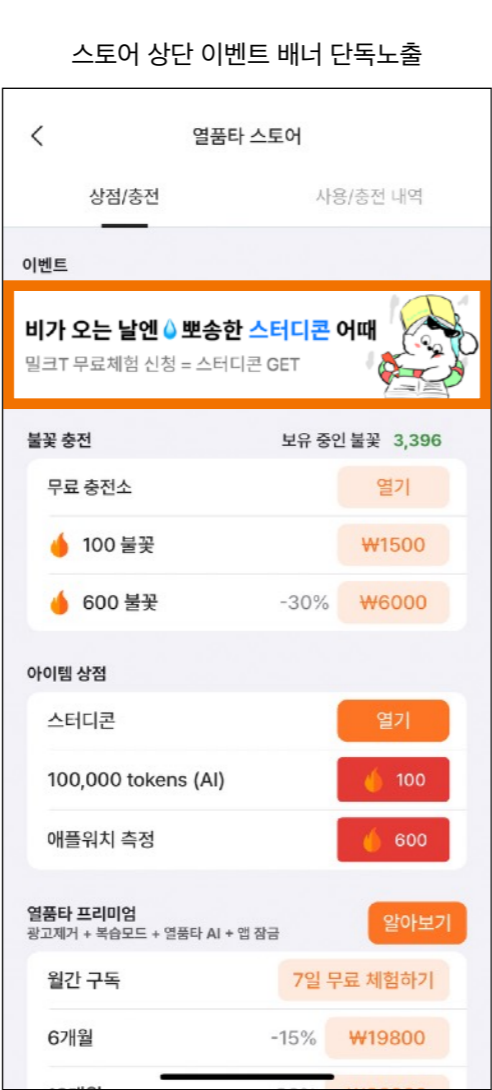 스토어 상단 이벤트 배너 단독노출
열품타 스토어
상점/충전
사용/충전 내역
이벤트
비가 오는 날엔💧뽀송한 스터디콘 어때
밀크T 무료체험 신청 = 스터디콘 GET
불꽃 충전
보유 중인 불꽃 3,396
무료 충전소
열기
100 불꽃
₩1500
600 불꽃
-30%
₩6000
아이템 상점
스터디콘
열기
100,000 tokens (AI)
100
애플워치 측정
600
열품타 프리미엄
알아보기
광고제거 + 복습모드 + 열품타 AI + 앱 잠금
월간 구독
7일 무료 체험하기
6개월
-15%
₩19800